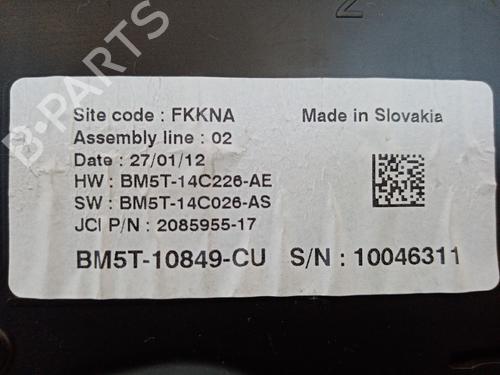 2
Site code : FKKNA
Made in Slovakia
Assembly line : 02
Date : 27/01/12
HW : BM5T-14C226-AE
SW : BM5T-14C026-AS
JCI P/N : 2085955-17
BM5T-10849-CU S/N : 10046311
B-PARTS